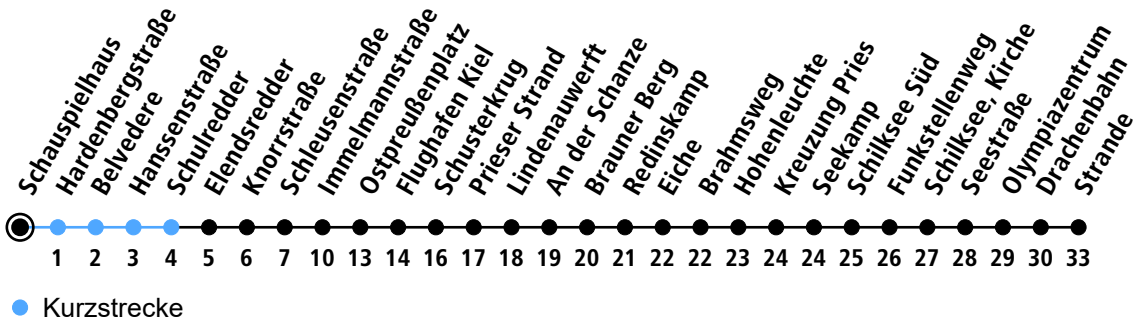 Schauspielhaus
Hardenbergstraße
Belvedere
Hanssenstraße
Schulredder
Elendsredder
Knorrstraße
Schleusenstraße
Immelmannstraße
Ostpreußenplatz
Flughafen Kiel
Schusterkrug
Prieser Strand
Lindenauwerft
An der Schanze
Brauner Berg
Redinskamp
Eiche
Brahmsweg
Hohenleuchte
Kreuzung Pries
Seekamp
Schilksee Süd
Funkstellenweg
Schilksee, Kirche
Seestraße
Olympiazentrum
Drachenbahn
Strande
1 2 3 4 5 6 7 10 13 14 16 17 18 19 20 21 22 22 23 24 24 25 26 27 28 29 30 33
Kurzstrecke